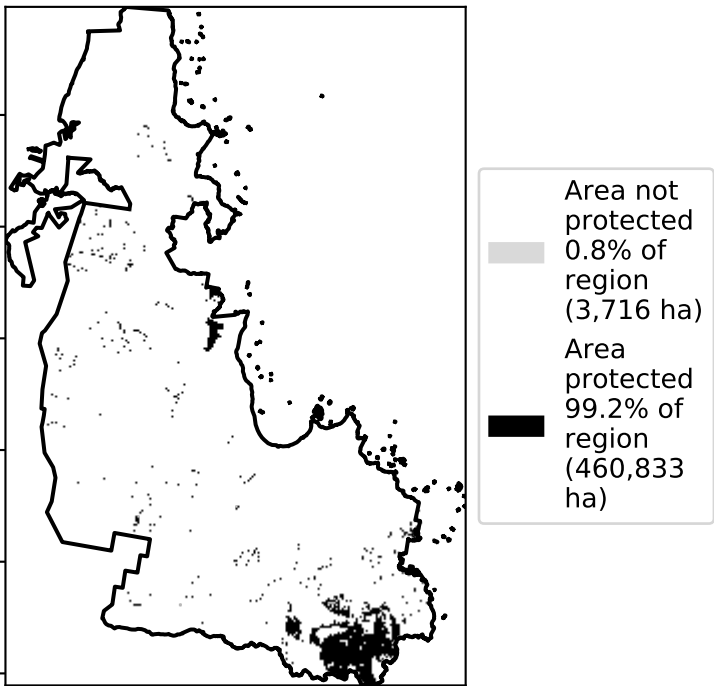 Area not
protected
0.8% of
region
(3,716 ha)
Area
protected
99.2% of
region
(460,833
ha)